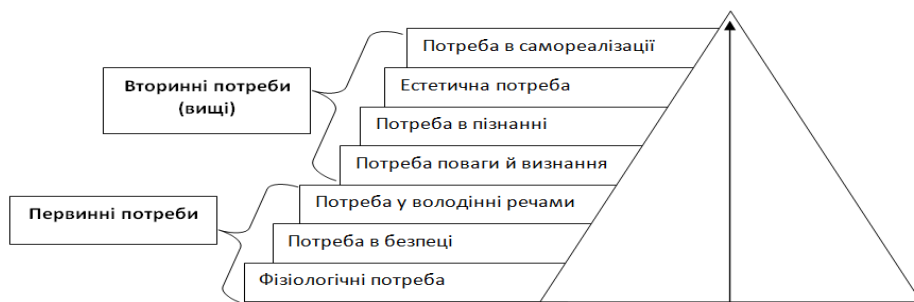 Потреба в самореалізації
Естетична потреба
Потреба в пізнанні
Потреба поваги й визнання
Потреба у володінні речами
Потреба в безпеці
Фізіологічні потреба
Вторинні потреби
(вищі)
Первинні потреби